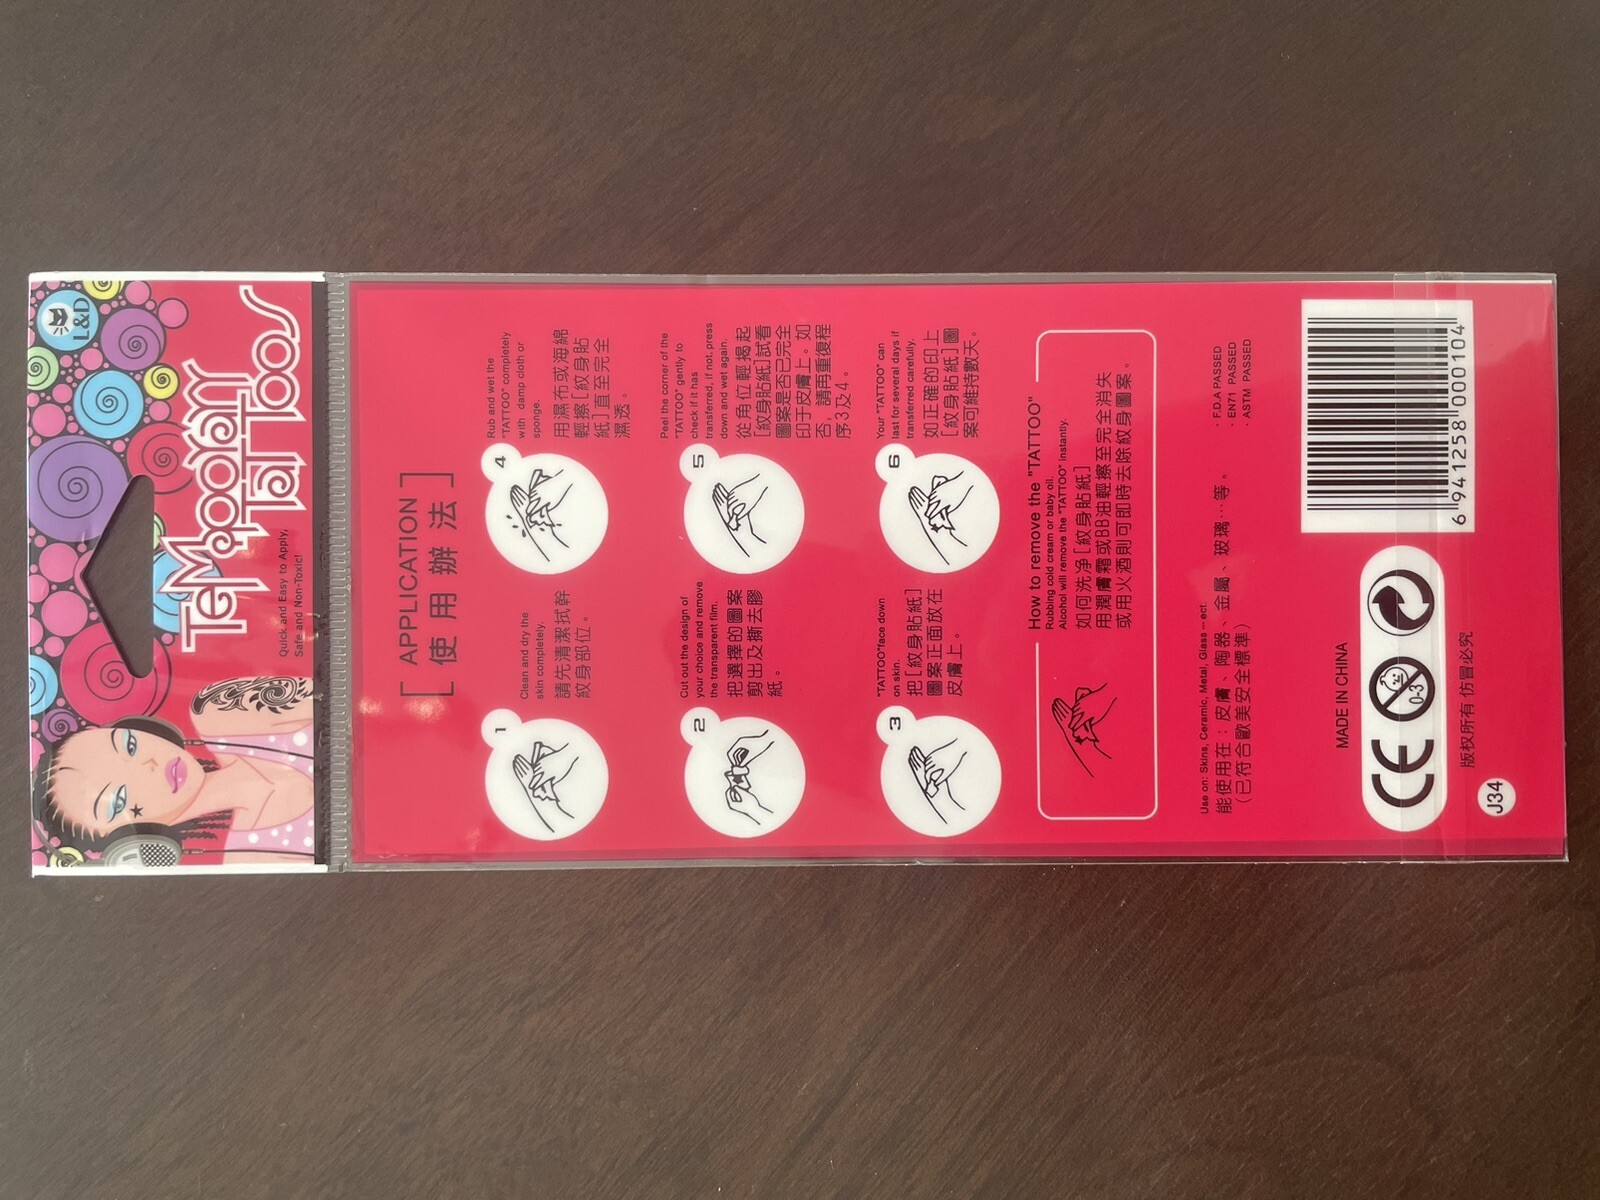 L&D
TeMpoRaRY
TaTToos
Quick and Easy to Apply,
Safe and Non-Toxic!
[ APPLICATION ]
[ 使用辦法 ]
1
Clean and dry the
skin completely.
請先清潔拭幹
紋身部位。
2
Cut out the design of
your choice and remove
the transparent film.
把選擇的圖案
剪出及撕去膠
紙。
3
"TATTOO"face down
on skin.
把[紋身貼紙]
圖案正面放在
皮膚上。
4
Rub and wet the
"TATTOO" completely
with damp cloth or
sponge.
用濕布或海綿
輕擦[紋身貼
紙]直至完全
濕透。
5
Peel the corner of the
"TATTOO" gently to
check if it has
transferred, if not, press
down and wet again.
從角位輕揭起
[紋身貼紙]試看
圖案是否已完全
印于皮膚上。如
否，請再重復程
序3及4。
6
Your "TATTOO" can
last for several days if
transferred carefully.
如正確的印上
[紋身貼紙]圖
案可維持數天。
How to remove the"TATTOO"
Rubbing cold cream or baby oil.
Alcohol will remove the "TATTOO" instantly.
如何洗净[紋身貼紙]
用潤膚霜或BB油輕擦至完全消失
或用火酒則可即時去除紋身圖案。
Use on: Skins, Ceramic, Metal, Glass --- ect
能使用在：皮膚、陶器、金屬、玻璃…等。
（已符合歐美安全標準）
· F.D.A PASSED
· EN71 PASSED
· ASTM PASSED
MADE IN CHINA
CE
0-3
版权所有 仿冒必究
J34
6 941258 000104